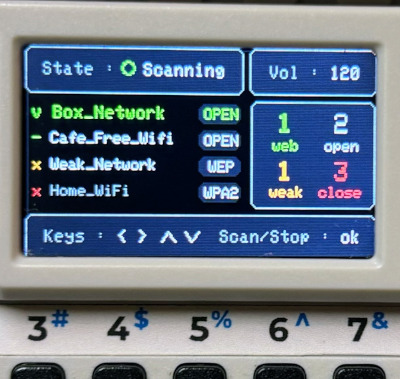 State : Scanning
Vol : 120
v Box_Network OPEN
- Cafe_Free_Wifi OPEN
x Weak_Network WEP
x Home_WiFi WPA2
1 2
web open
1 3
weak close
Keys : < > ∧ ∨ Scan/Stop : ok
3# 4$ 5% 6^ 7&